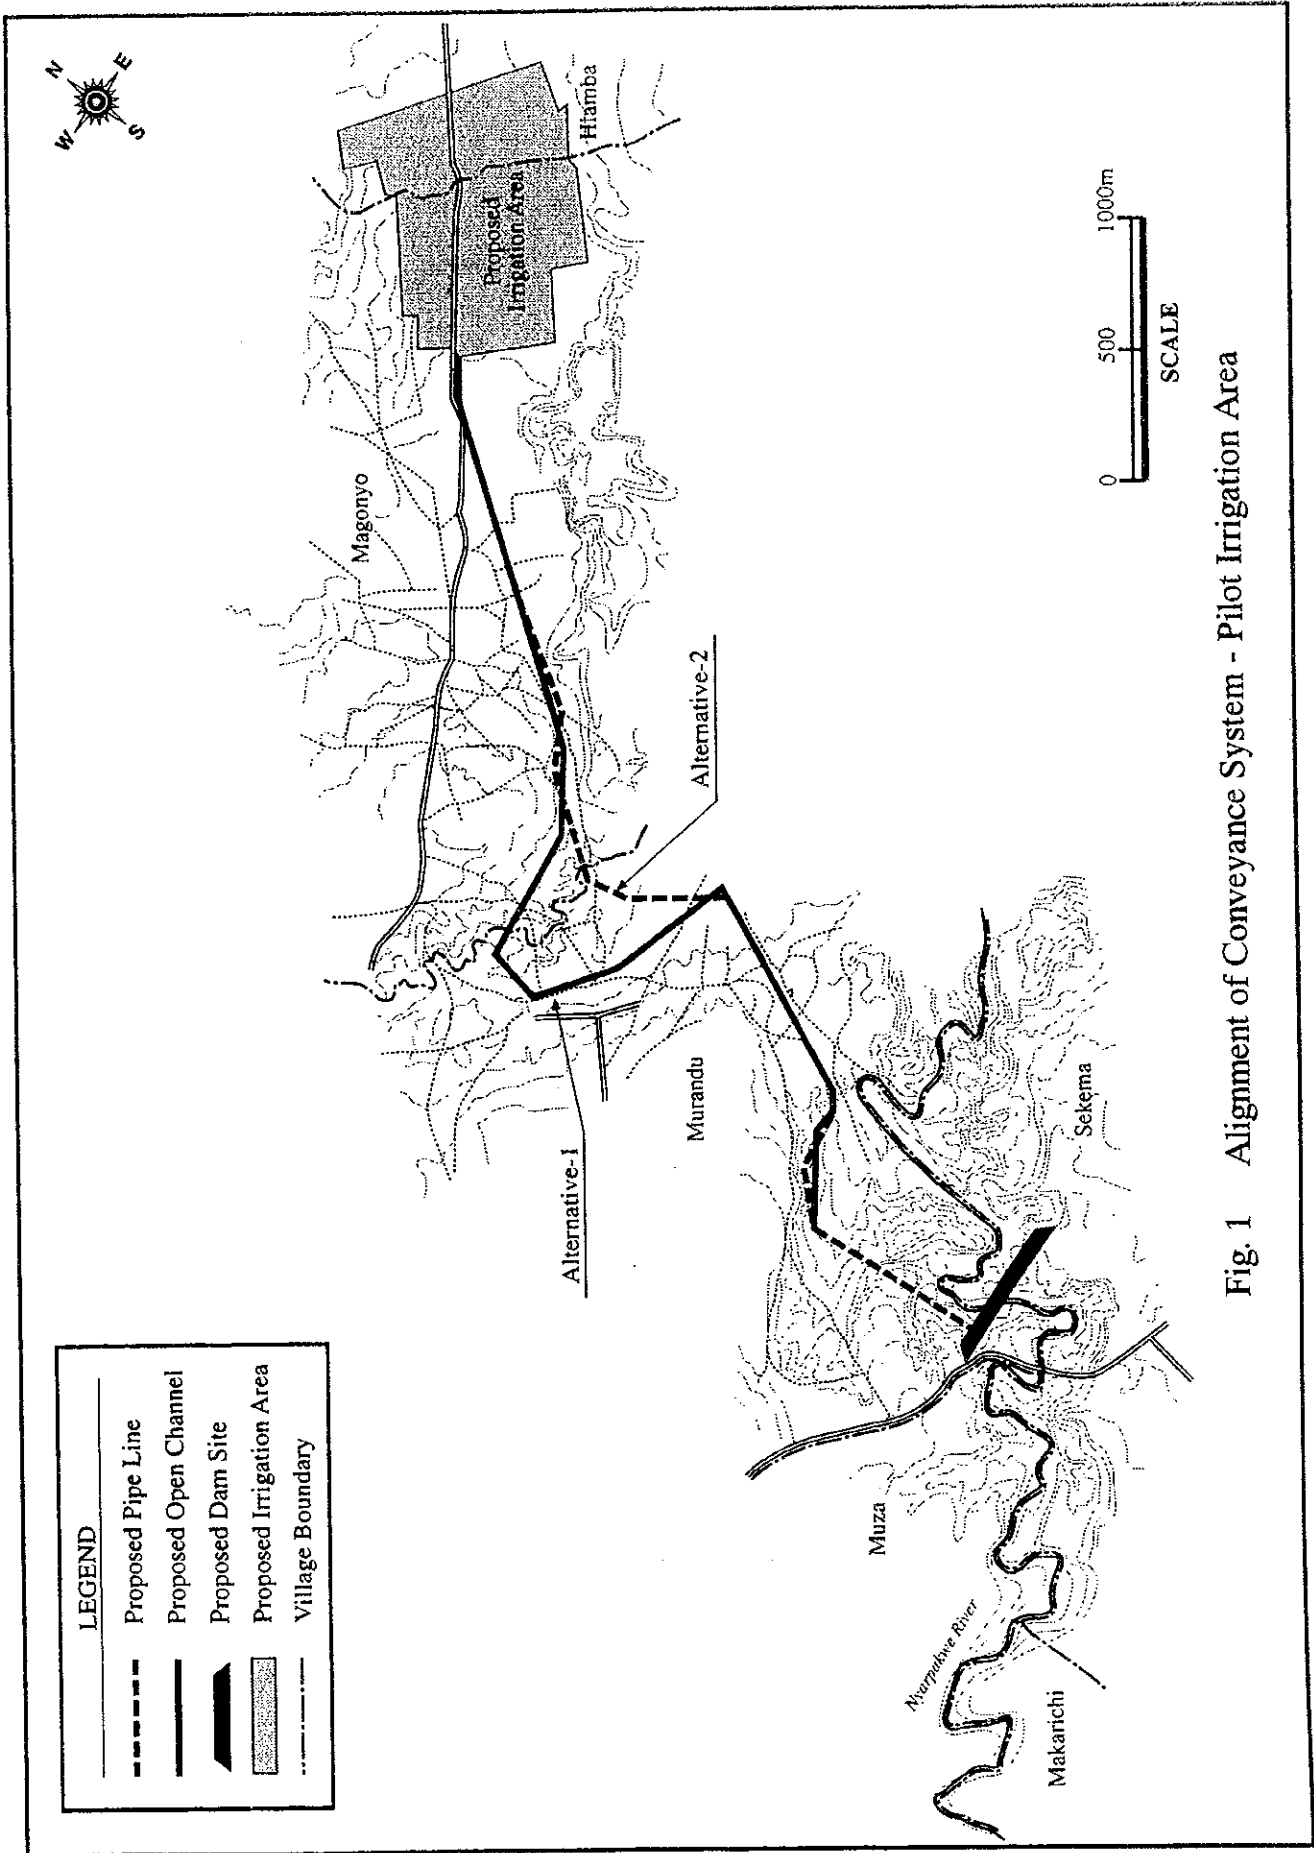 LEGEND
Proposed Pipe Line
Proposed Open Channel
Proposed Dam Site
Proposed Irrigation Area
Village Boundary
N
E
S
W
Hiamba
Proposed
Irrigation Area
Magonyo
Alternative-2
Alternative-1
Murandu
Sekema
Muza
Nyarpakwe River
Makarichi
0 500 1000m
SCALE
Fig. 1 Alignment of Conveyance System - Pilot Irrigation Area